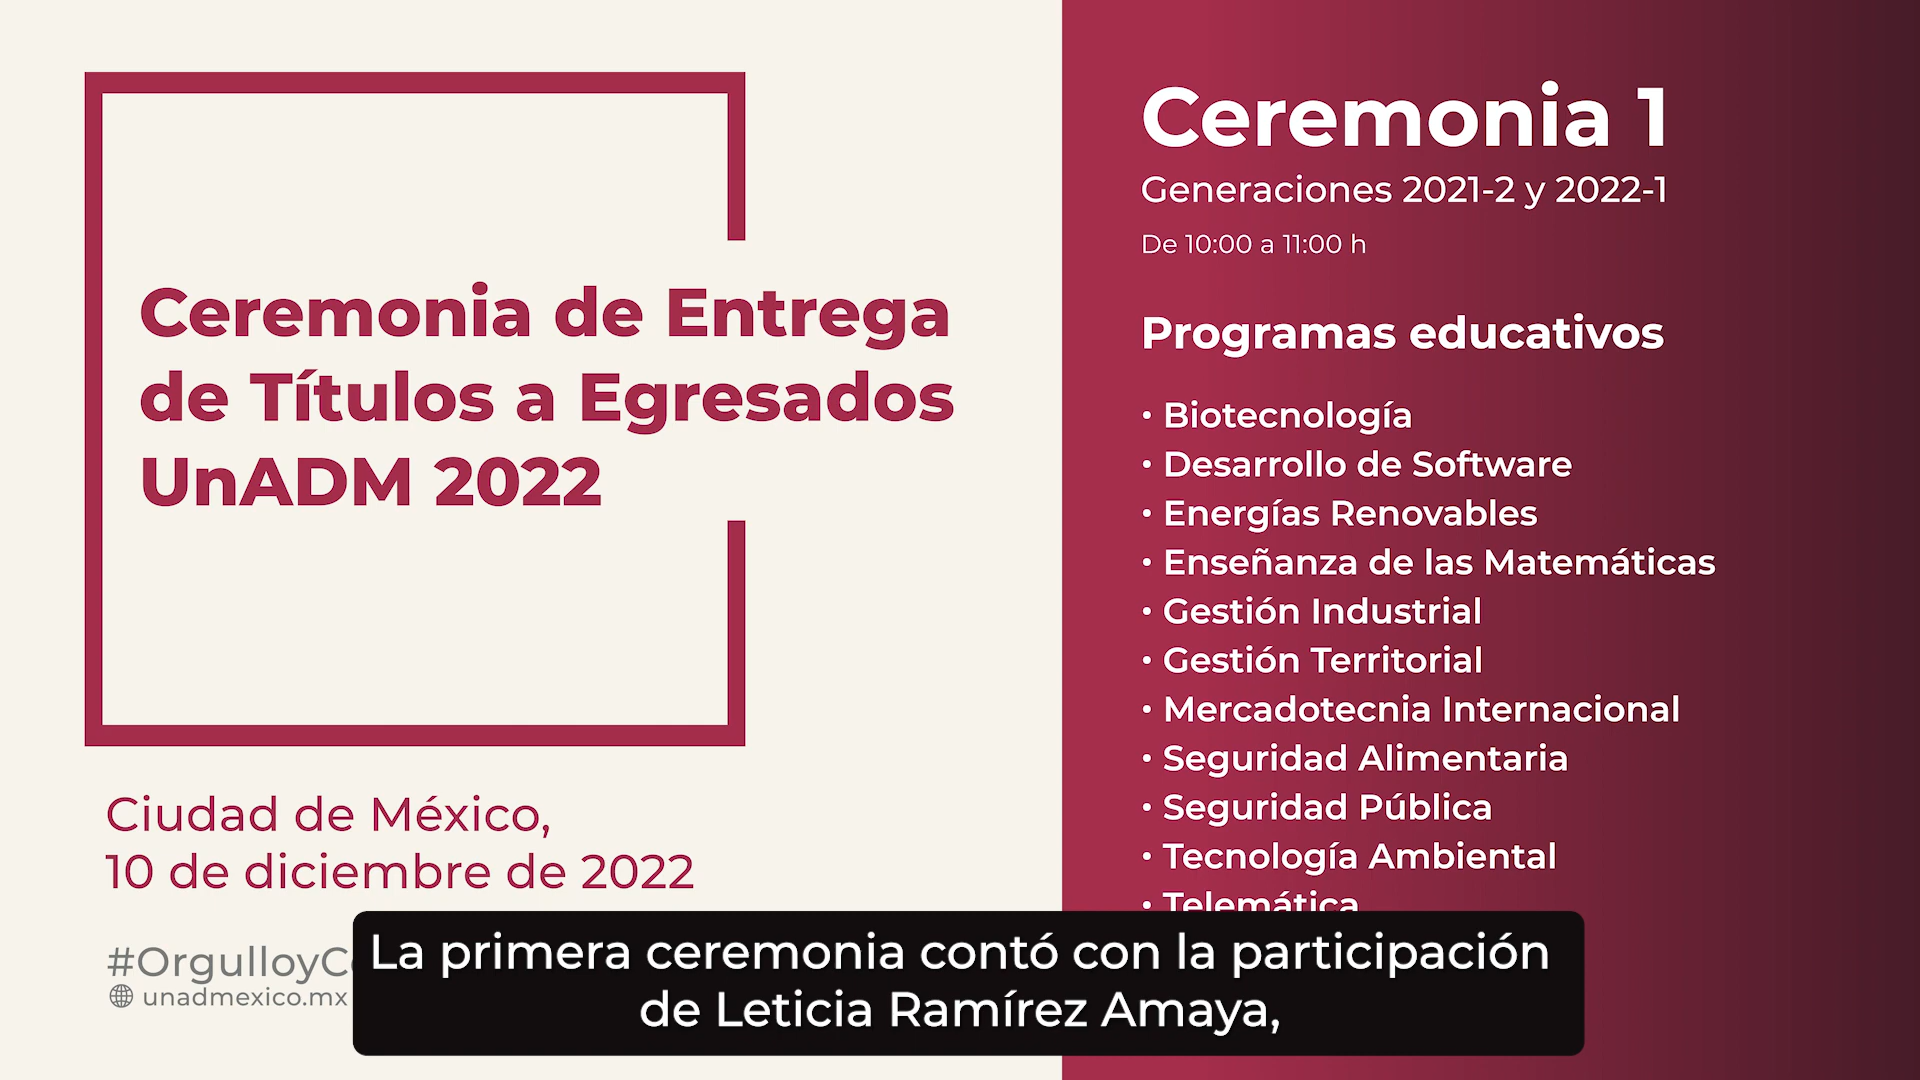 Ceremonia de Entrega
de Títulos a Egresados
UnADM 2022
Ciudad de México,
10 de diciembre de 2022
unadmexico.mx
Ceremonia 1
Generaciones 2021-2 y 2022-1
De 10:00 a 11:00 h
Programas educativos
• Biotecnología
• Desarrollo de Software
• Energías Renovables
• Enseñanza de las Matemáticas
• Gestión Industrial
• Gestión Territorial
• Mercadotecnia Internacional
• Seguridad Alimentaria
• Seguridad Pública
• Tecnología Ambiental
• Telemática
La primera ceremonia contó con la participación
de Leticia Ramírez Amaya,